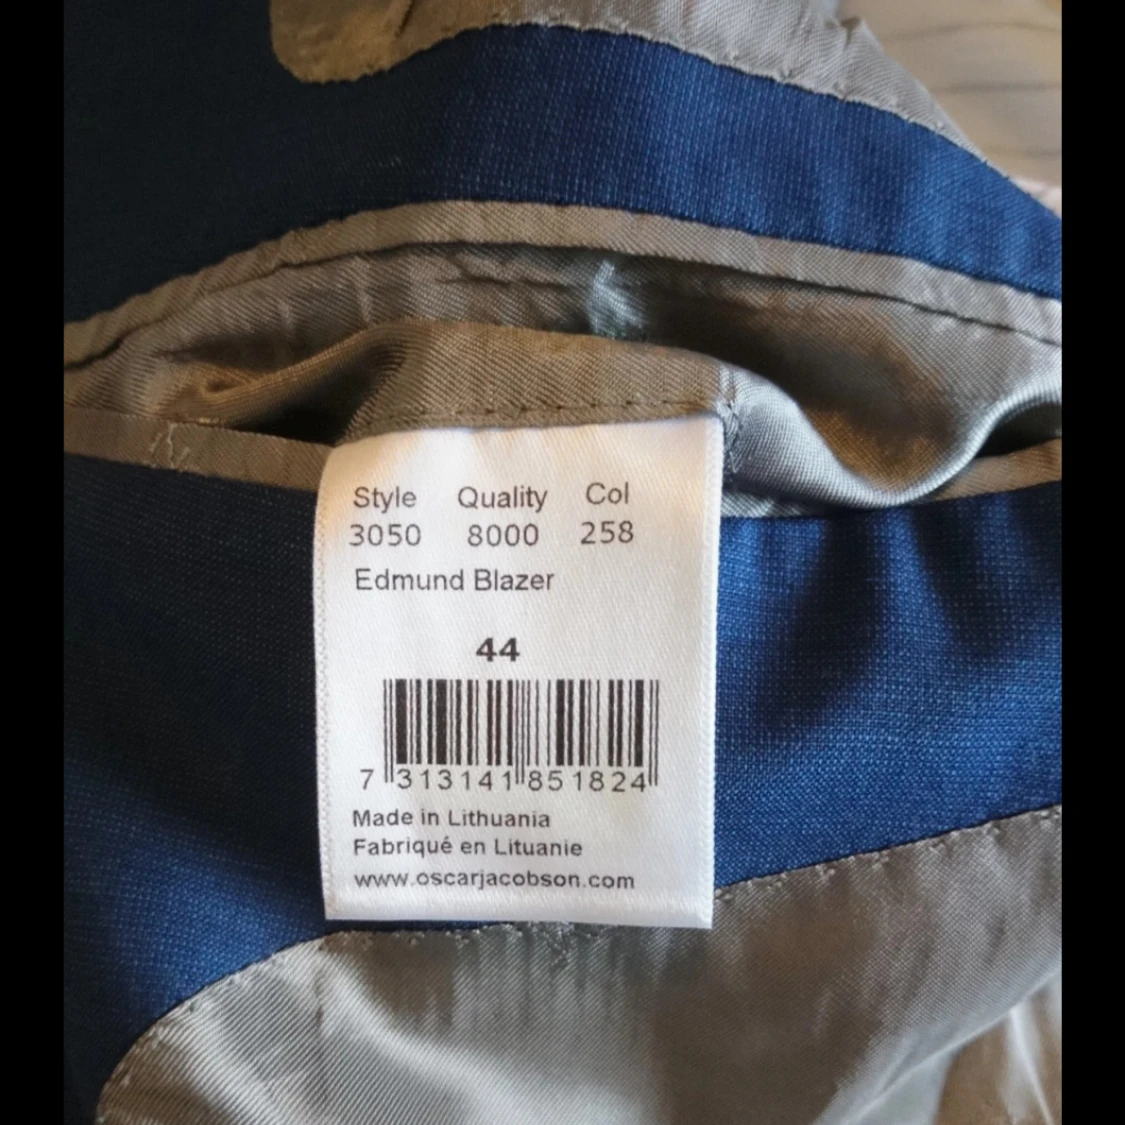 Style Quality Col
3050 8000 258
Edmund Blazer
44
7 313141 851824
Made in Lithuania
Fabriqué en Lituanie
www.oscarjacobson.com